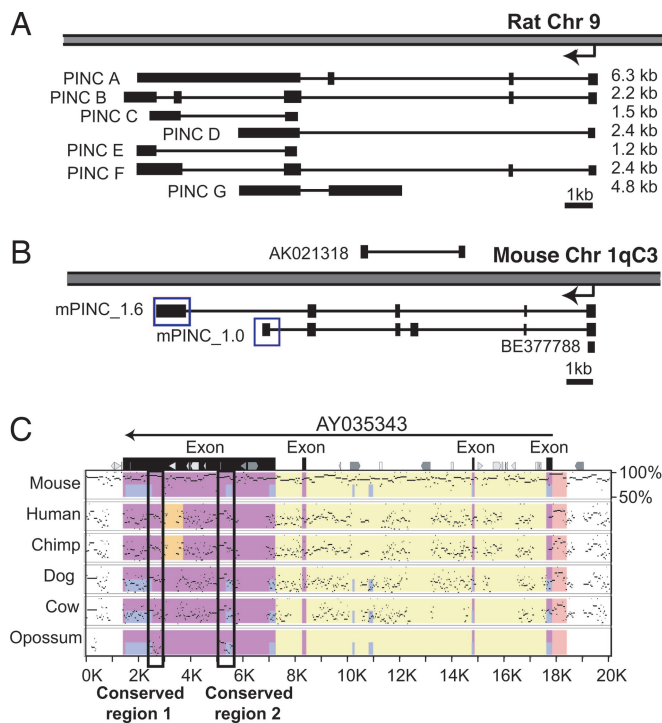 A
Rat Chr 9
PINC A 6.3 kb
PINC B 2.2 kb
PINC C 1.5 kb
PINC D 2.4 kb
PINC E 1.2 kb
PINC F 2.4 kb
PINC G 4.8 kb
1kb
B
AK021318
Mouse Chr 1qC3
mPINC_1.6
mPINC_1.0
BE377788
1kb
C
AY035343
Exon Exon Exon Exon
Mouse 100%
50%
Human
Chimp
Dog
Cow
Opossum
0K 2K 4K 6K 8K 10K 12K 14K 16K 18K 20K
Conserved Conserved
region 1 region 2